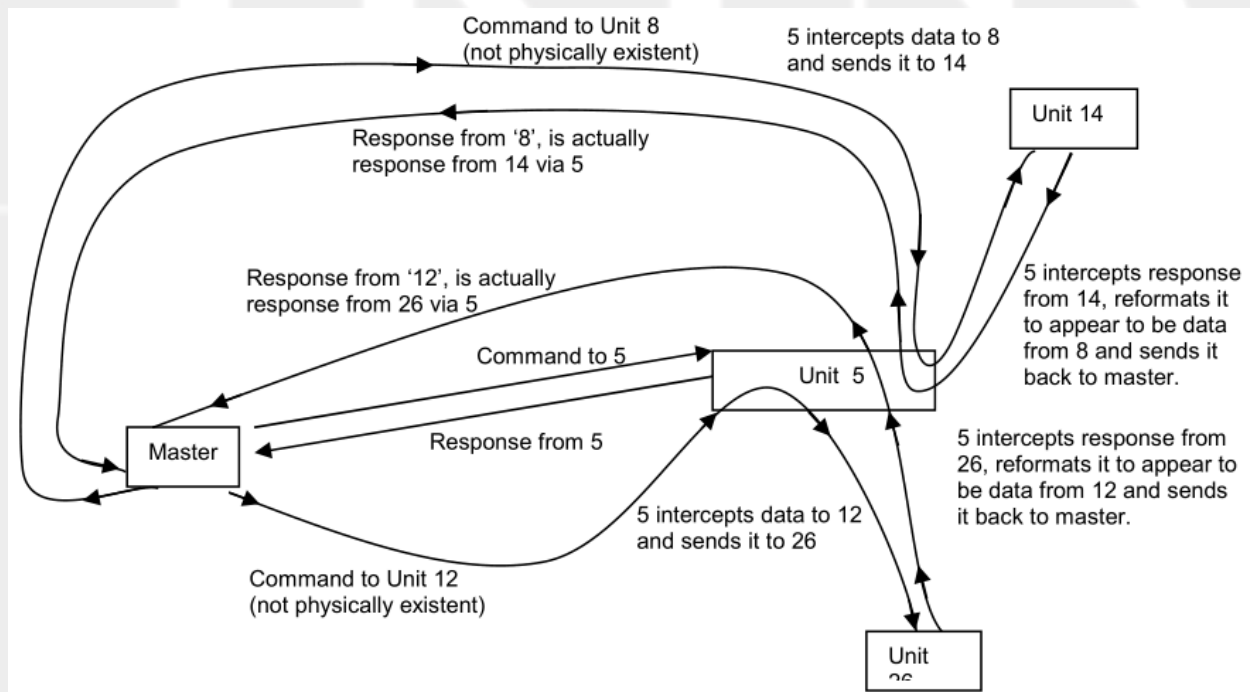 Command to Unit 8
(not physically existent)
5 intercepts data to 8
and sends it to 14
Unit 14
Response from ‘8’, is actually
response from 14 via 5
Response from ‘12’, is actually
response from 26 via 5
5 intercepts response
from 14, reformats it
to appear to be data
from 8 and sends it
back to master.
Command to 5
Unit 5
Response from 5
Master
5 intercepts response from
26, reformats it to appear to
be data from 12 and sends
it back to master.
5 intercepts data to 12
and sends it to 26
Command to Unit 12
(not physically existent)
Unit